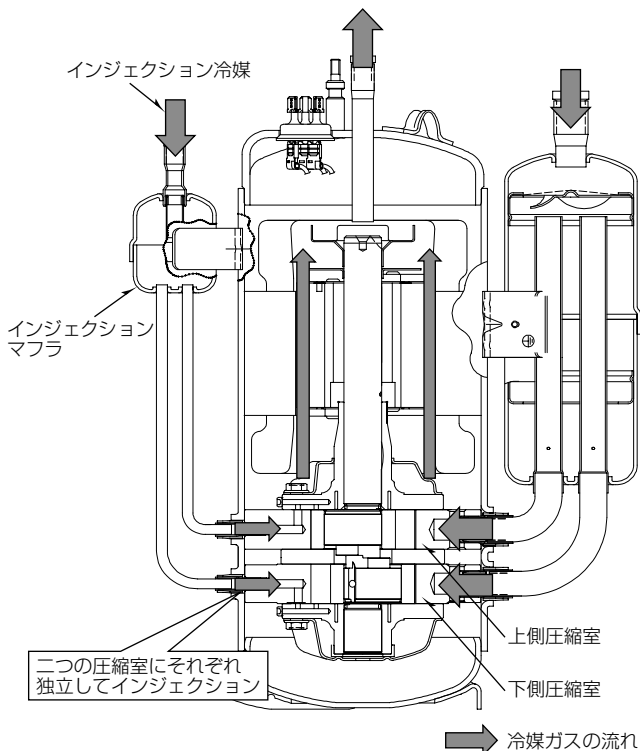 インジェクション冷媒
インジェクション
マフラ
上側圧縮室
下側圧縮室
二つの圧縮室にそれぞれ
独立してインジェクション
冷媒ガスの流れ